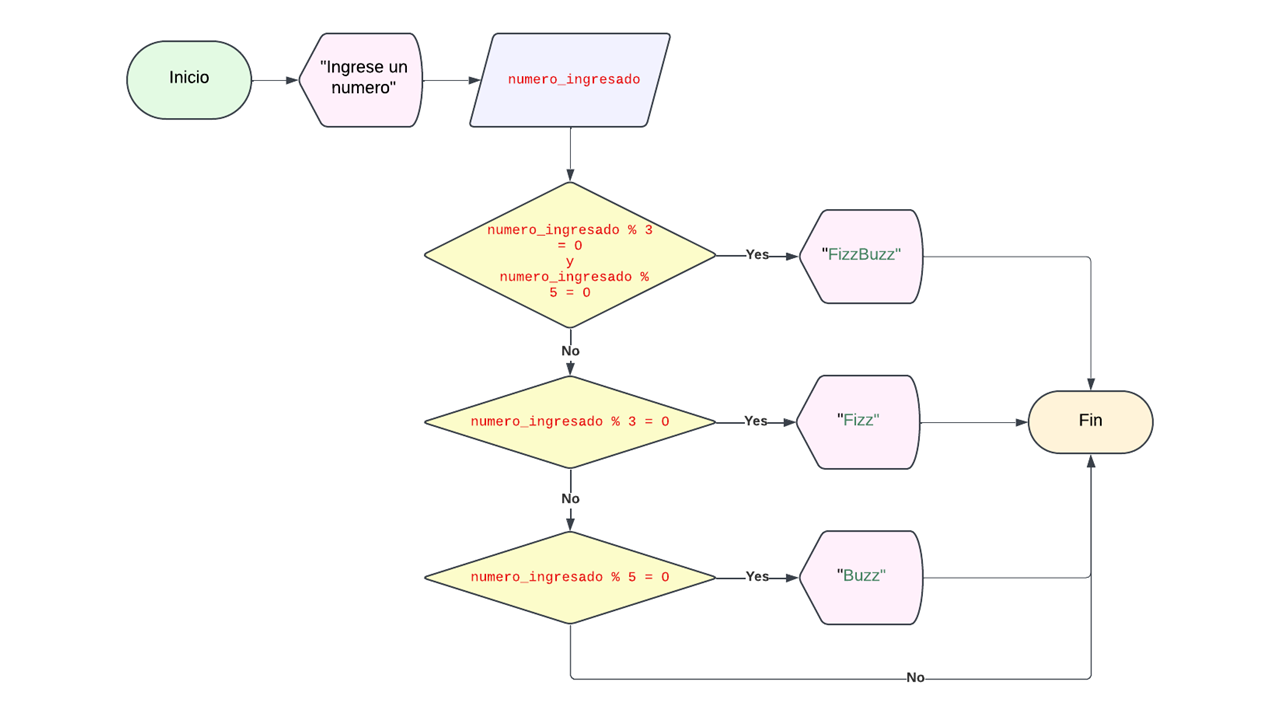 Inicio
"Ingrese un
numero"
numero_ingresado
numero_ingresado % 3
= 0
y
numero_ingresado %
5 = 0
Yes
"FizzBuzz"
No
numero_ingresado % 3 = 0
Yes
"Fizz"
Fin
No
numero_ingresado % 5 = 0
Yes
"Buzz"
No